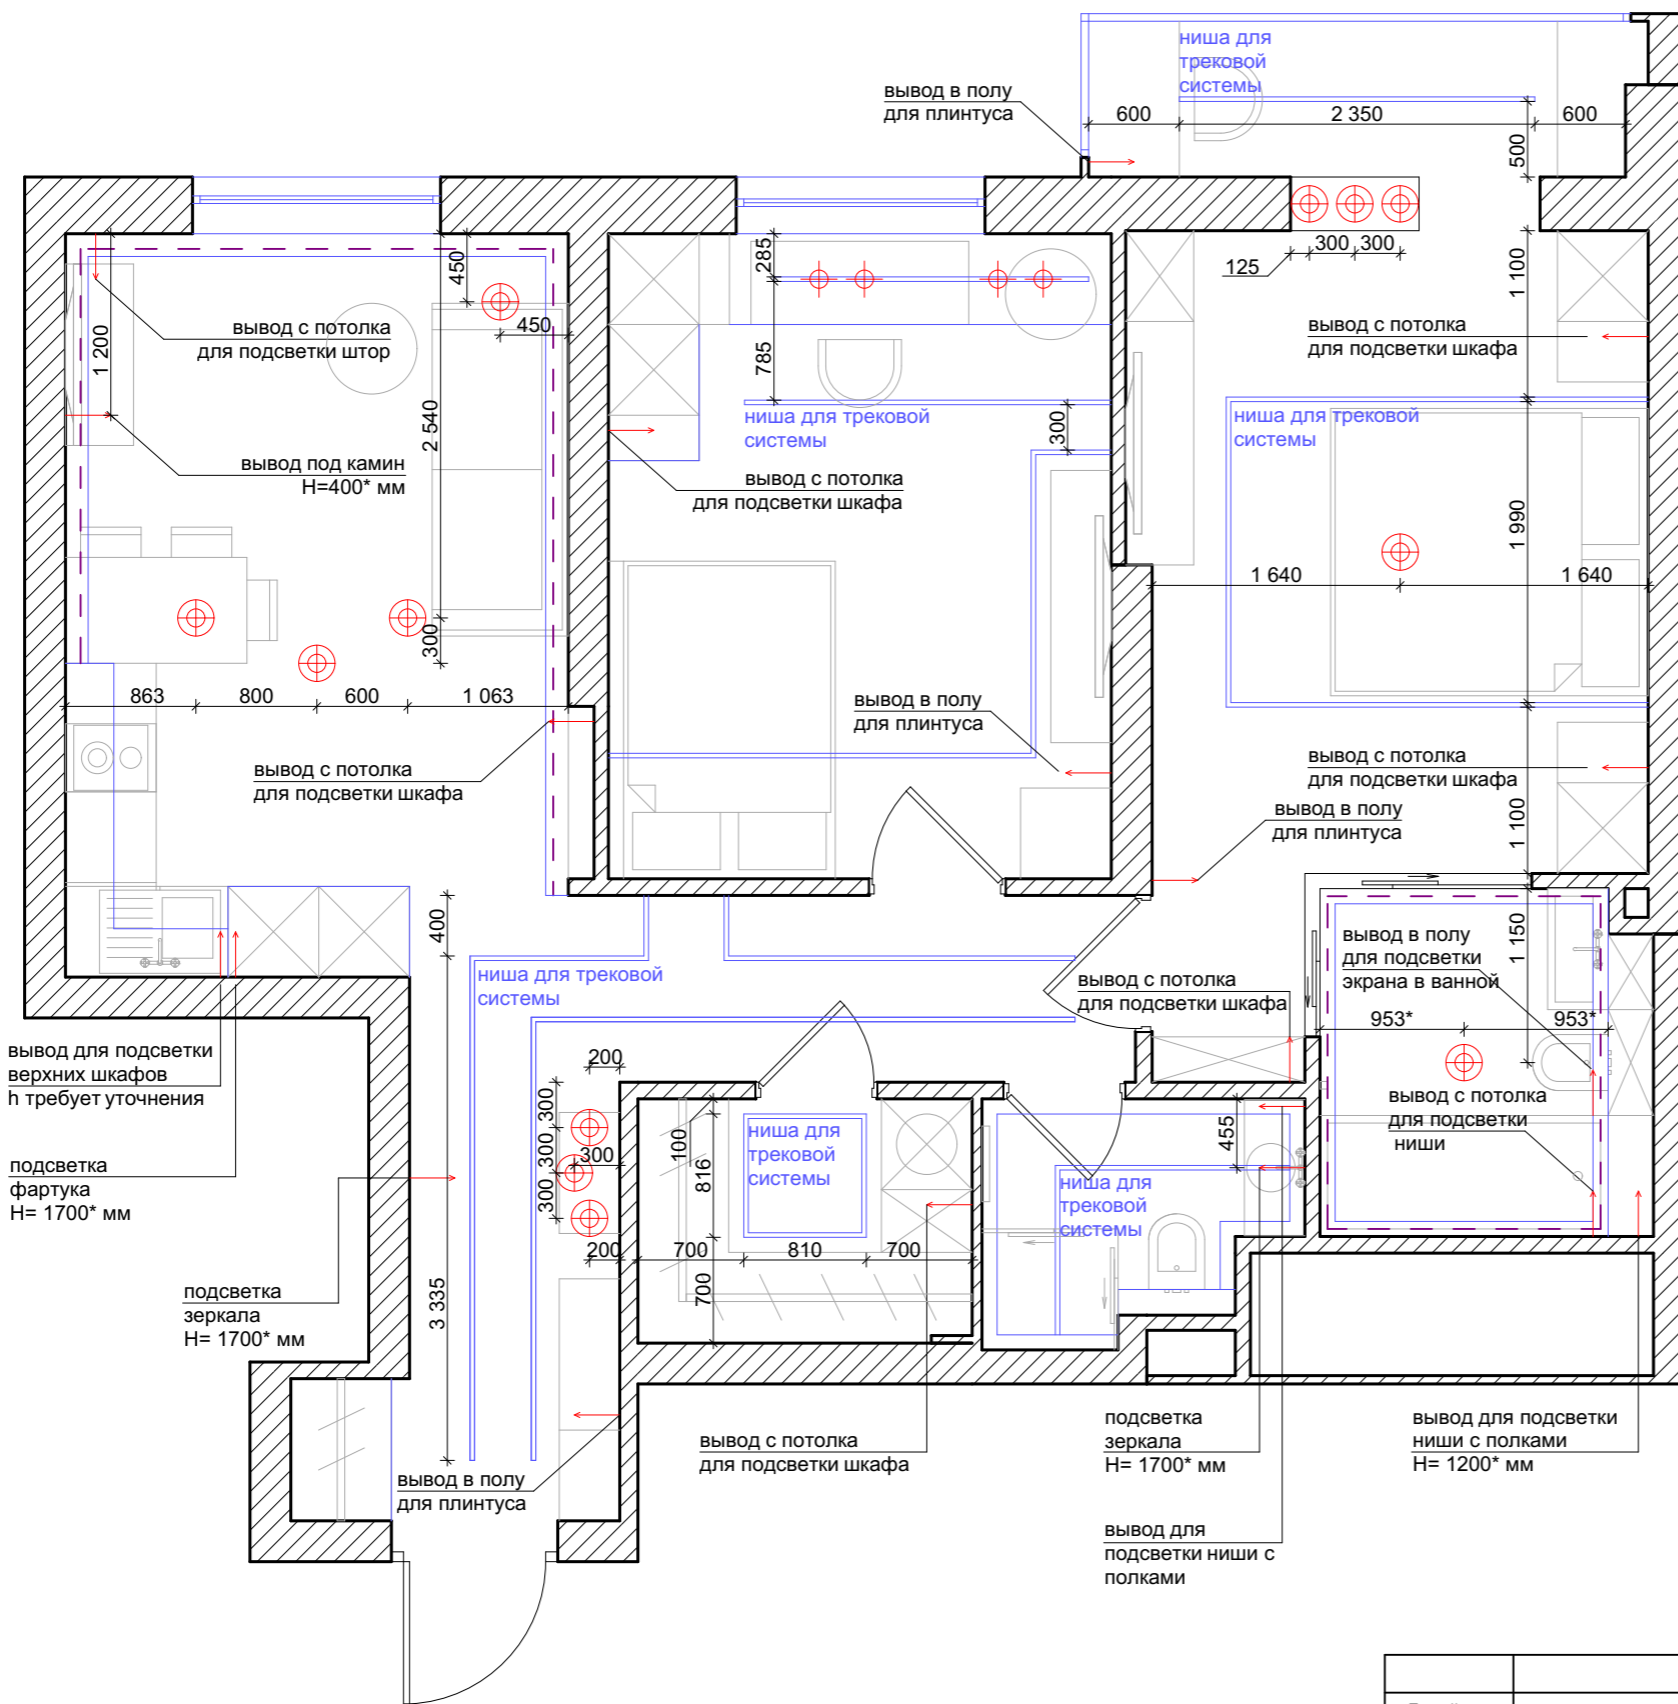 ниша для
трековой
системы
вывод в полу
для плинтуса
600
2 350
600
500
125
300
300
1 100
450
450
1 200
вывод с потолка
для подсветки штор
2 540
вывод под камин
H=400* мм
300
863
800
600
1 063
вывод с потолка
для подсветки шкафа
285
785
ниша для трековой
системы
300
вывод с потолка
для подсветки шкафа
вывод в полу
для плинтуса
вывод с потолка
для подсветки шкафа
ниша для трековой
системы
1 990
1 640
1 640
вывод с потолка
для подсветки шкафа
вывод в полу
для плинтуса
1 100
400
ниша для трековой
системы
вывод с потолка
для подсветки шкафа
вывод в полу
для подсветки
экрана в ванной
1 150
953*
953*
вывод с потолка
для подсветки
ниши
вывод для подсветки
верхних шкафов
h требует уточнения
подсветка
фартука
H= 1700* мм
подсветка
зеркала
H= 1700* мм
3 335
200
300
300
300
300
200
100
816
ниша для
трековой
системы
700
810
700
700
455
ниша для
трековой
системы
вывод в полу
для плинтуса
вывод с потолка
для подсветки шкафа
подсветка
зеркала
H= 1700* мм
вывод для подсветки
ниши с полками
H= 1200* мм
вывод для
подсветки ниши с
полками